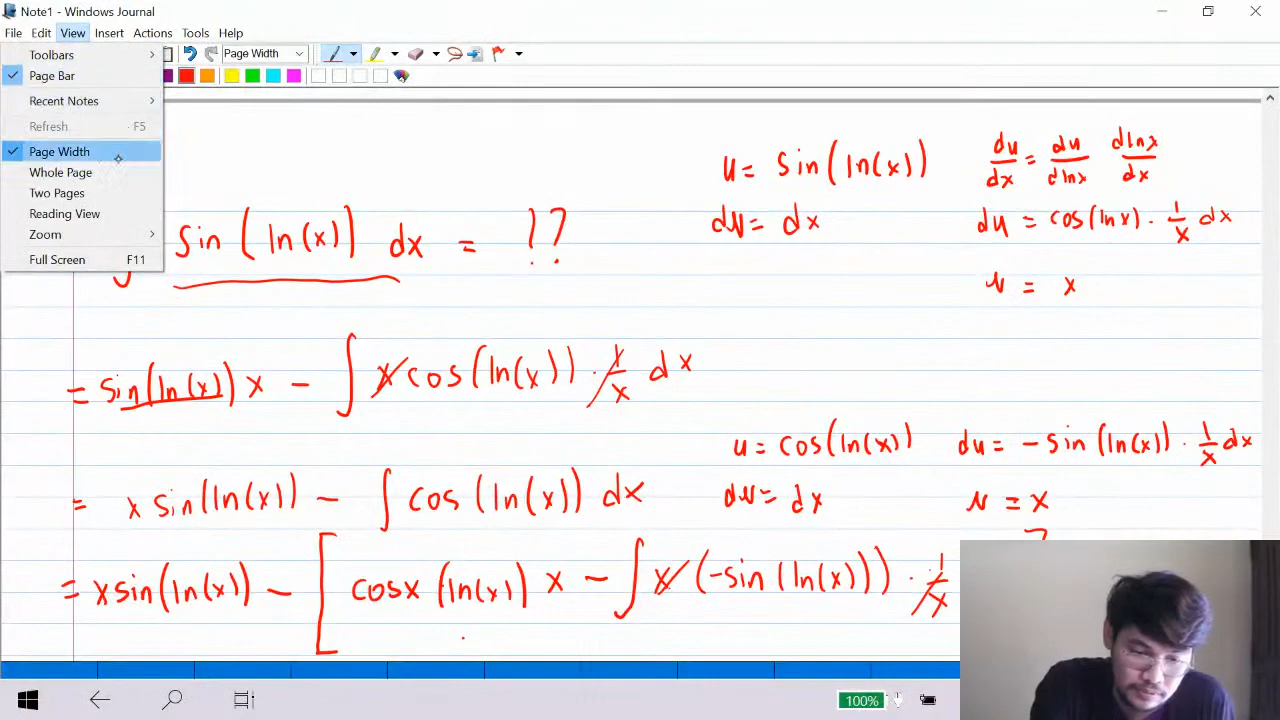 Note1 - Windows Journal
File Edit View Insert Actions Tools Help
Page Width
Toolbars
Page Bar
Recent Notes
Refresh F5
Page Width
Whole Page
Two Pages
Reading View
Zoom
Full Screen F11
u = sin(ln(x)) du/dx = du/dlnx dlnx/dx
dv = dx du = cos(lnx) · 1/x dx
sin(ln(x)) dx = ??
v = x
= sin(ln(x)) x - ∫ x cos(ln(x)) · 1/x dx
u = cos(ln(x)) du = -sin(ln(x)) · 1/x dx
= x sin(ln(x)) - ∫ cos(ln(x)) dx dv = dx v = x
= x sin(ln(x)) - [ cosx(ln(x)) x - ∫ x (-sin(ln(x))) · 1/x
100%